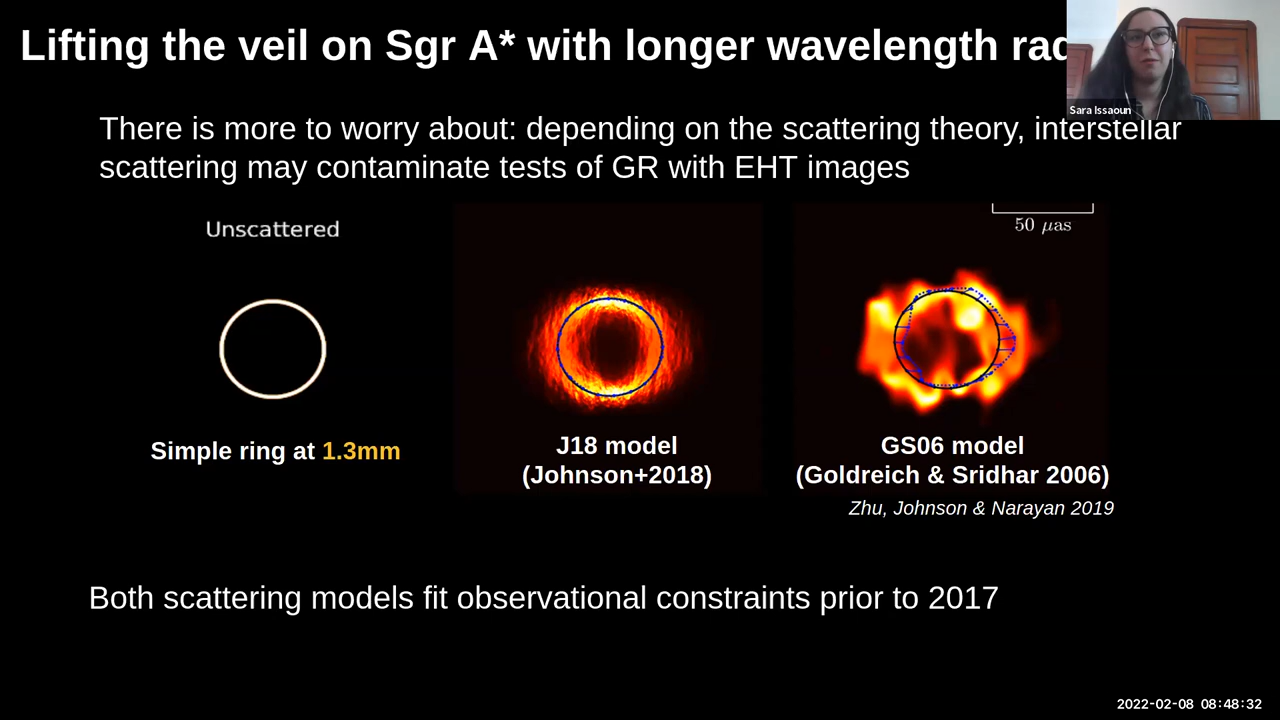 Lifting the veil on Sgr A* with longer wavelength
Sara Issaoun
There is more to worry about: depending on the scattering theory, interstellar
scattering may contaminate tests of GR with EHT images
Unscattered
50 μas
Simple ring at 1.3mm
J18 model
(Johnson+2018)
GS06 model
(Goldreich & Sridhar 2006)
Zhu, Johnson & Narayan 2019
Both scattering models fit observational constraints prior to 2017
2022-02-08 08:48:32